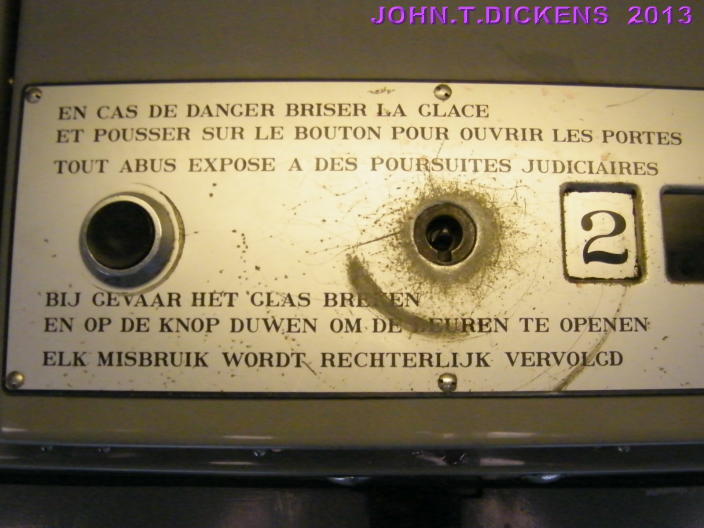 JOHN.T.DICKENS 2013
EN CAS DE DANGER BRISER LA GLACE
ET POUSSER SUR LE BOUTON POUR OUVRIR LES PORTES
TOUT ABUS EXPOSE A DES POURSUITES JUDICIAIRES
2
BIJ GEVAAR HET GLAS BREKEN
EN OP DE KNOP DUWEN OM DE DEUREN TE OPENEN
ELK MISBRUIK WORDT RECHTERLIJK VERVOLGD